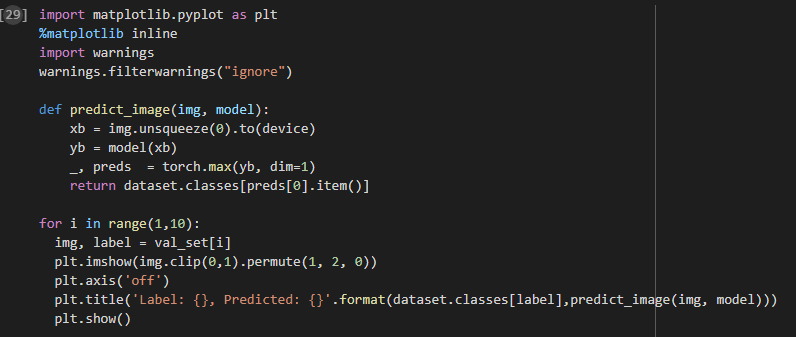 [29] import matplotlib.pyplot as plt
%matplotlib inline
import warnings
warnings.filterwarnings("ignore")

def predict_image(img, model):
    xb = img.unsqueeze(0).to(device)
    yb = model(xb)
    _, preds  = torch.max(yb, dim=1)
    return dataset.classes[preds[0].item()]

for i in range(1,10):
  img, label = val_set[i]
  plt.imshow(img.clip(0,1).permute(1, 2, 0))
  plt.axis('off')
  plt.title('Label: {}, Predicted: {}'.format(dataset.classes[label],predict_image(img, model)))
  plt.show()